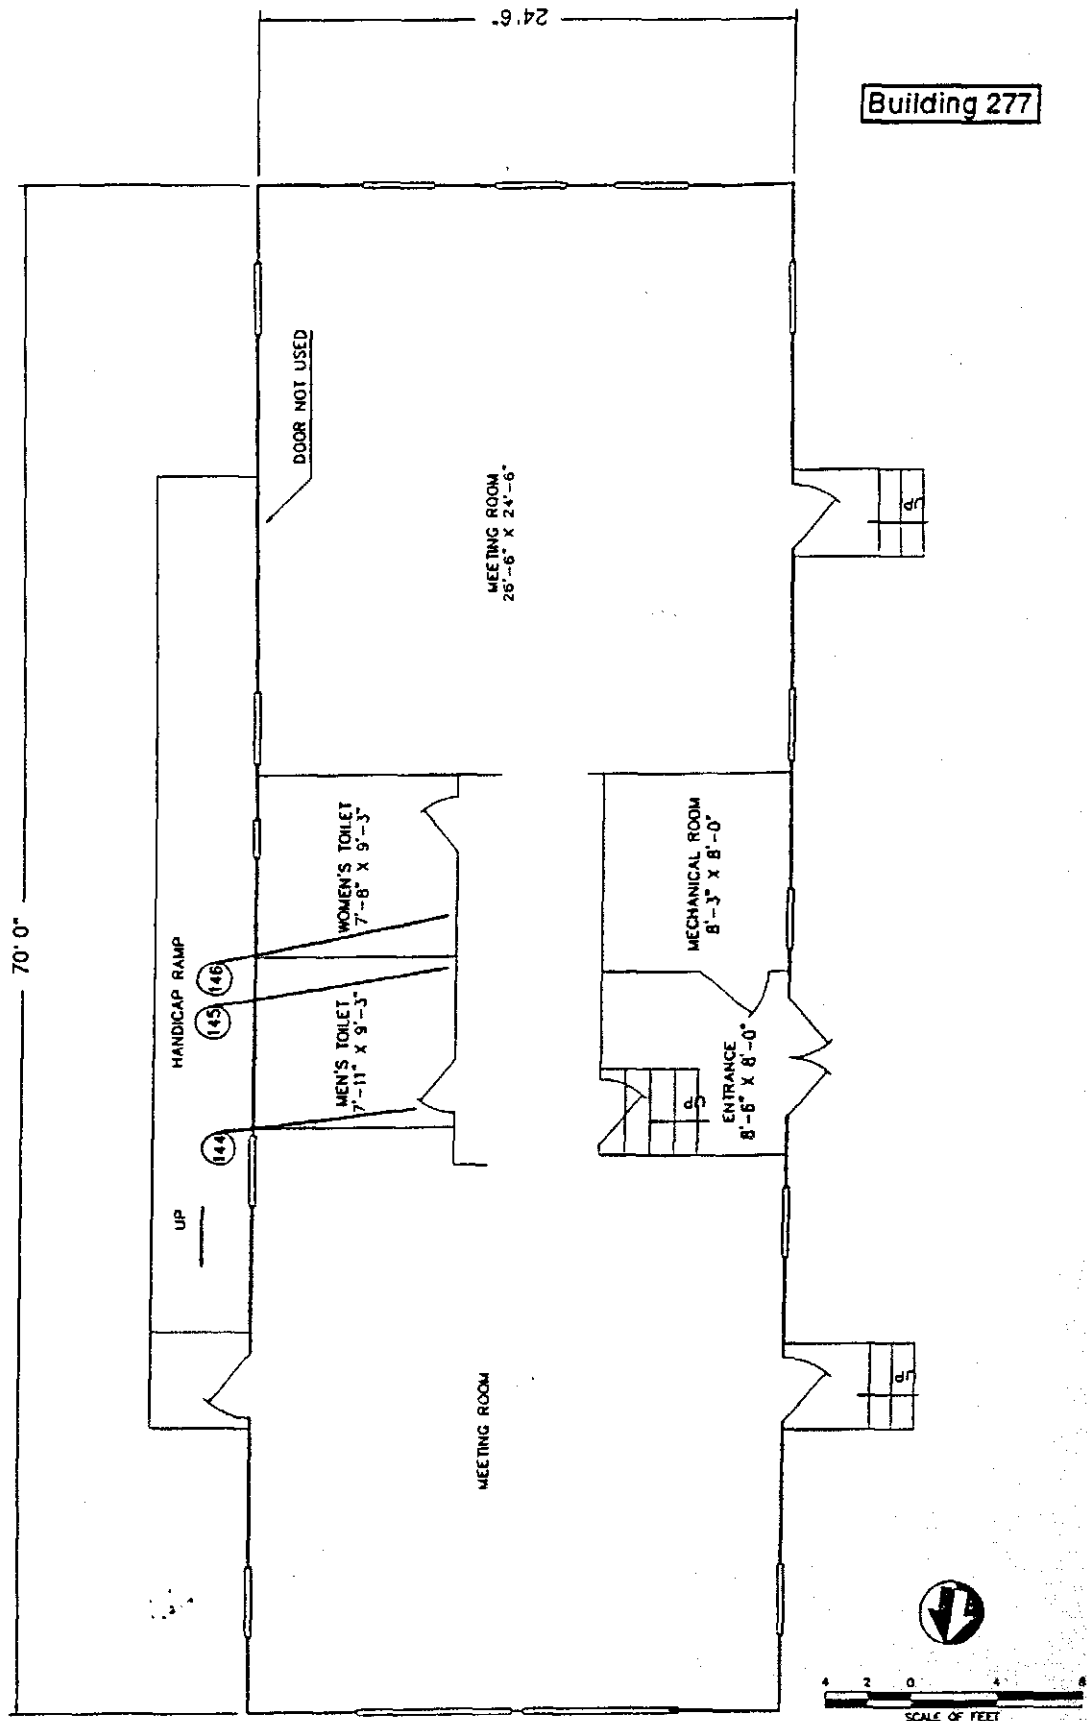 24'6"
Building 277
70' 0"
DOOR NOT USED
MEETING ROOM
26'-6" X 24'-6"
UP
WOMEN'S TOILET
7'-8" X 9'-3"
MECHANICAL ROOM
8'-3" X 8'-0"
HANDICAP RAMP
146
145
MEN'S TOILET
7'-11" X 9'-3"
ENTRANCE
8'-6" X 8'-0"
UP
144
UP
MEETING ROOM
UP
4 2 0 4 8
SCALE OF FEET